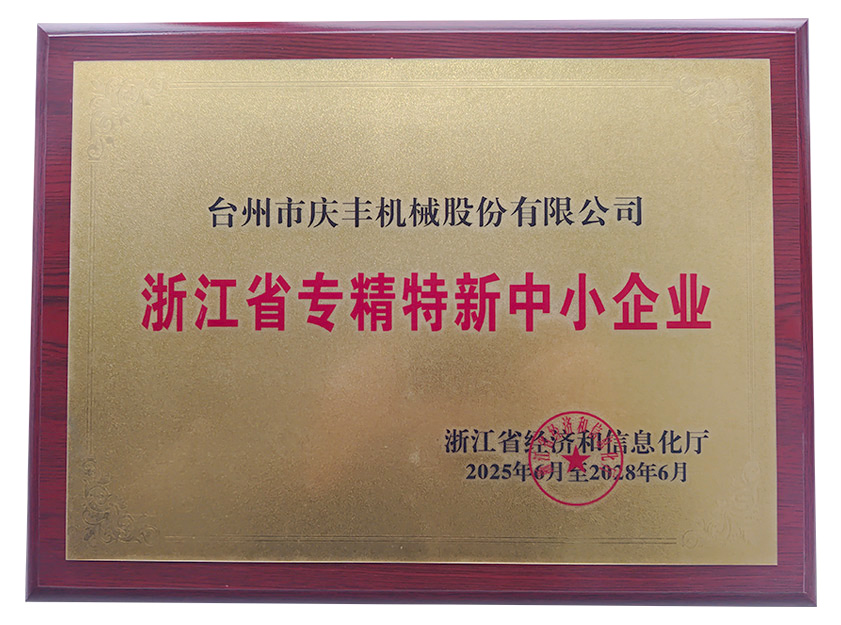 台州市庆丰机械股份有限公司
浙江省专精特新中小企业
浙江省经济和信息化厅
2025年6月至2028年6月